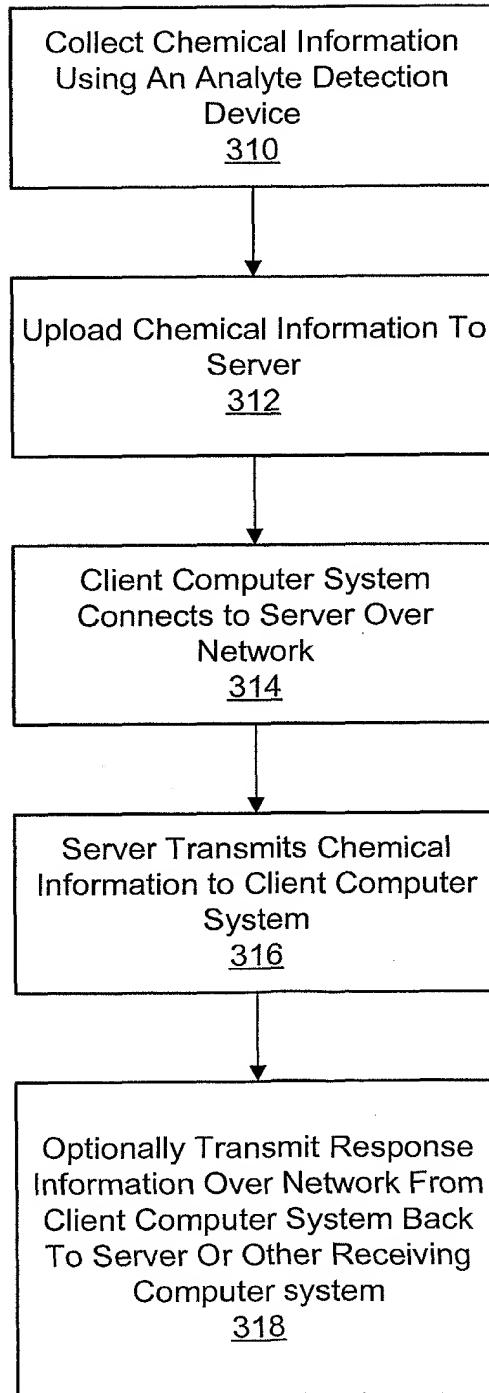 Collect Chemical Information
Using An Analyte Detection
Device
310
Upload Chemical Information To
Server
312
Client Computer System
Connects to Server Over
Network
314
Server Transmits Chemical
Information to Client Computer
System
316
Optionally Transmit Response
Information Over Network From
Client Computer System Back
To Server Or Other Receiving
Computer system
318